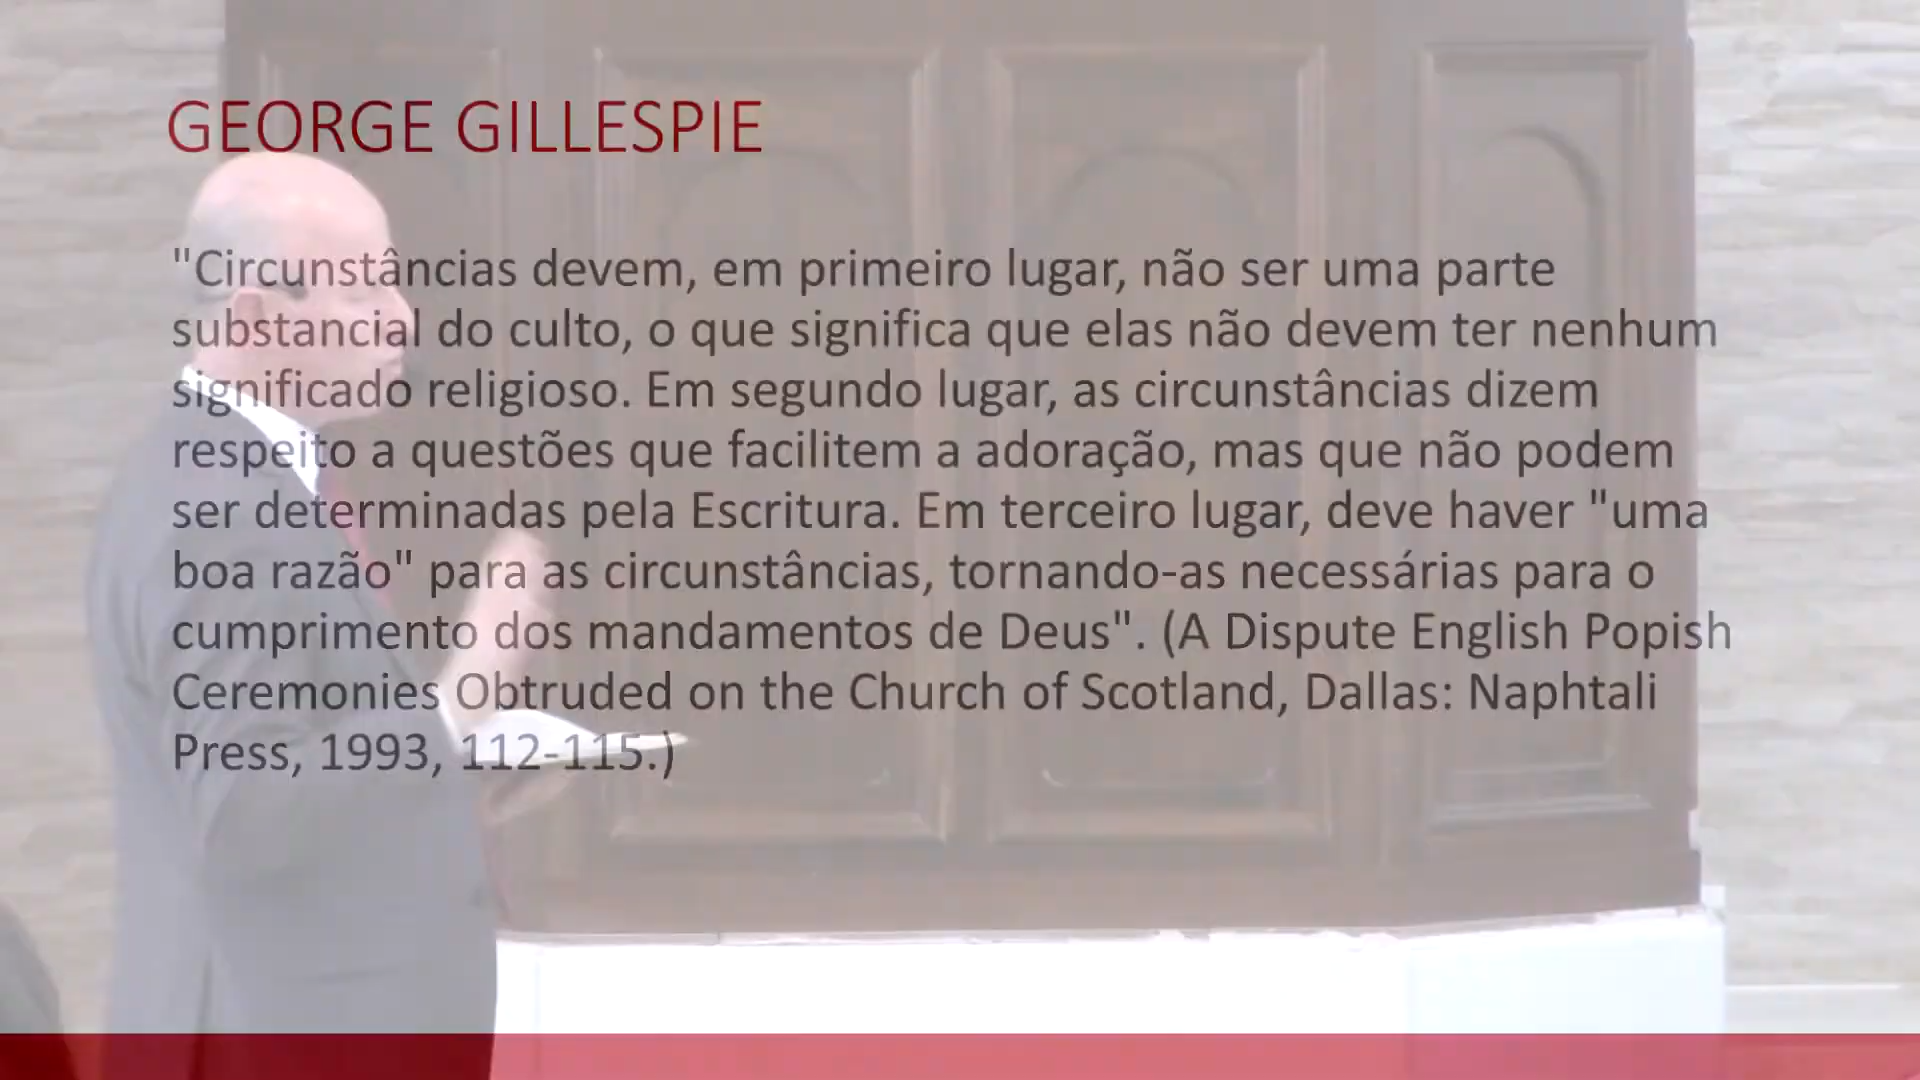 GEORGE GILLESPIE
"Circunstâncias devem, em primeiro lugar, não ser uma parte
substancial do culto, o que significa que elas não devem ter nenhum
significado religioso. Em segundo lugar, as circunstâncias dizem
respeito a questões que facilitem a adoração, mas que não podem
ser determinadas pela Escritura. Em terceiro lugar, deve haver "uma
boa razão" para as circunstâncias, tornando-as necessárias para o
cumprimento dos mandamentos de Deus". (A Dispute English Popish
Ceremonies Obtruded on the Church of Scotland, Dallas: Naphtali
Press, 1993, 112-115.)